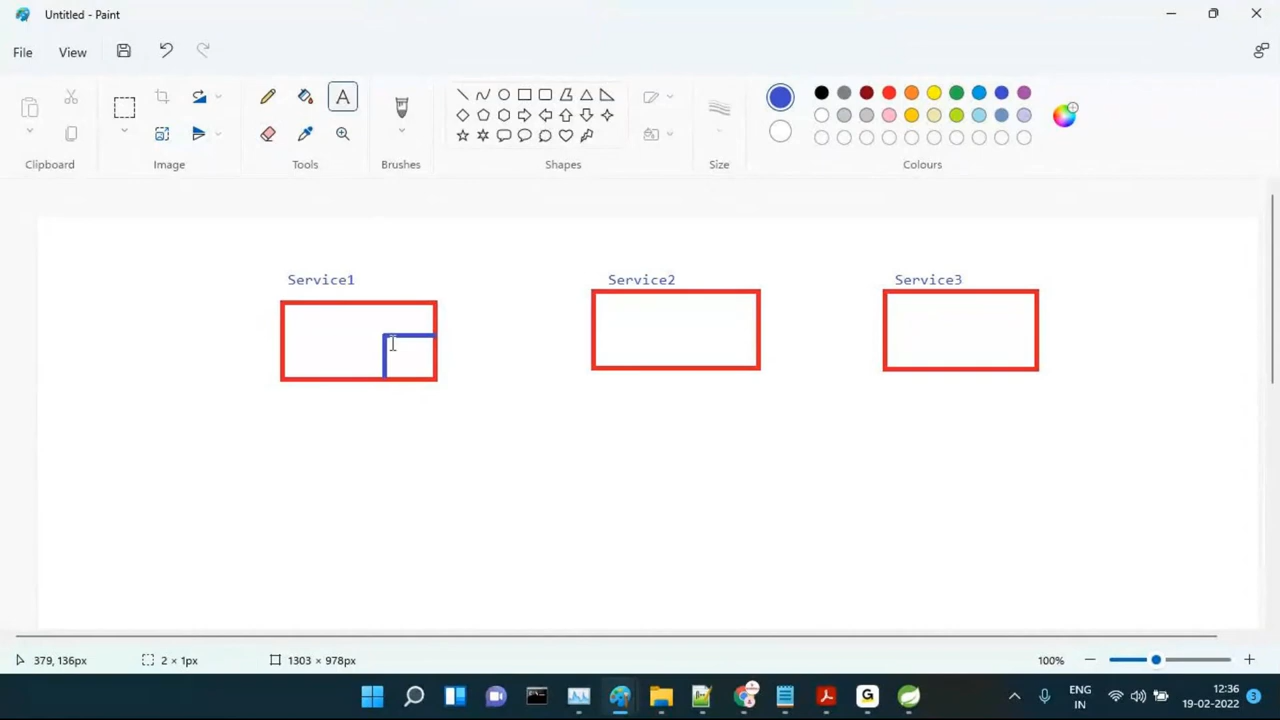 Untitled - Paint
File View
A
Clipboard Image Tools Brushes Shapes Size Colours
Service1 Service2 Service3
379, 136px 2 × 1px 1303 × 978px 100%
ENG 12:36
IN 19-02-2022 3